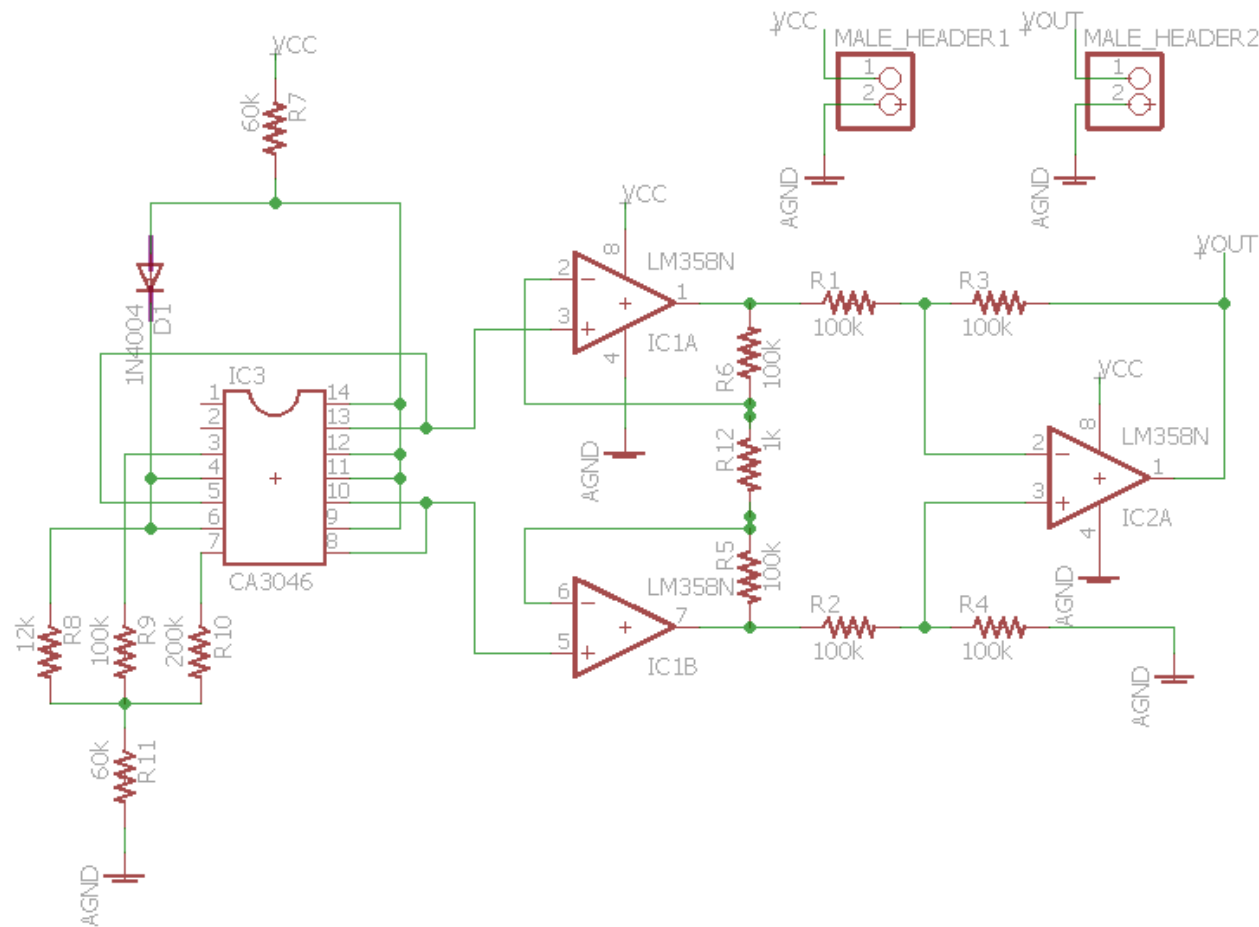 VCC
60k
R7
1N4004
D1
IC3
1
2
3
4
5
6
7
14
13
12
11
10
9
8
CA3046
12k
R8
100k
R9
200k
R10
60k
R11
AGND
VCC
8
LM358N
2
3
1
4
IC1A
AGND
R6
100k
R12
1k
R5
100k
LM358N
6
5
7
IC1B
VCC
MALE_HEADER1
1
2
AGND
VOUT
MALE_HEADER2
1
2
AGND
VOUT
R1
100k
R3
100k
VCC
8
LM358N
2
3
1
4
IC2A
AGND
R2
100k
R4
100k
AGND